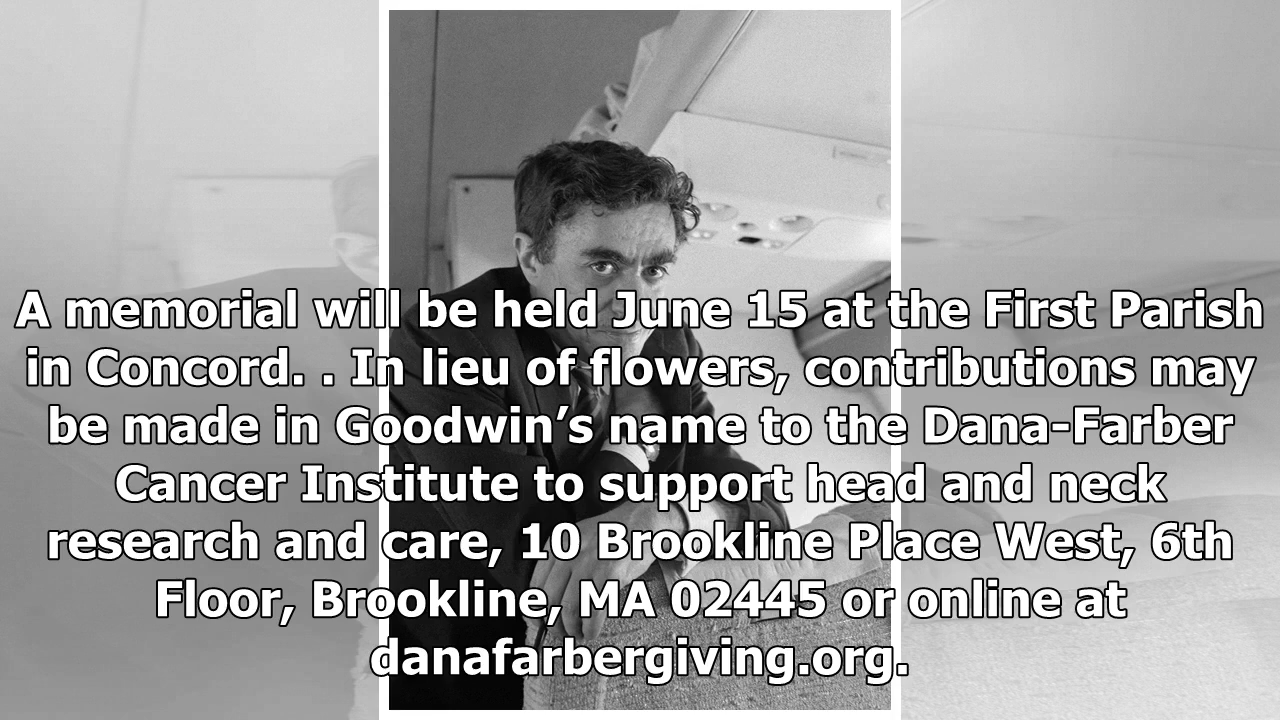 A memorial will be held June 15 at the First Parish
in Concord. . In lieu of flowers, contributions may
be made in Goodwin’s name to the Dana-Farber
Cancer Institute to support head and neck
research and care, 10 Brookline Place West, 6th
Floor, Brookline, MA 02445 or online at
danafarbergiving.org.